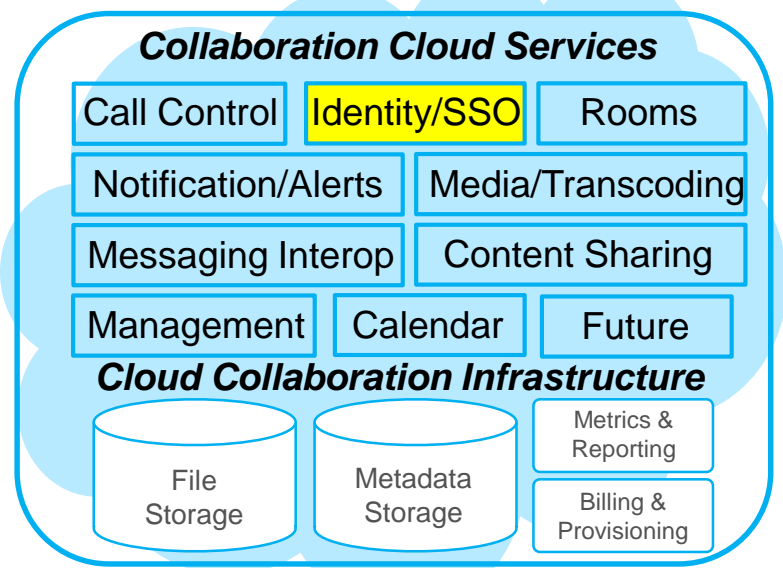 Collaboration Cloud Services
Call Control
Identity/SSO
Rooms
Notification/Alerts
Media/Transcoding
Messaging Interop
Content Sharing
Management
Calendar
Future
Cloud Collaboration Infrastructure
File
Storage
Metadata
Storage
Metrics &
Reporting
Billing &
Provisioning